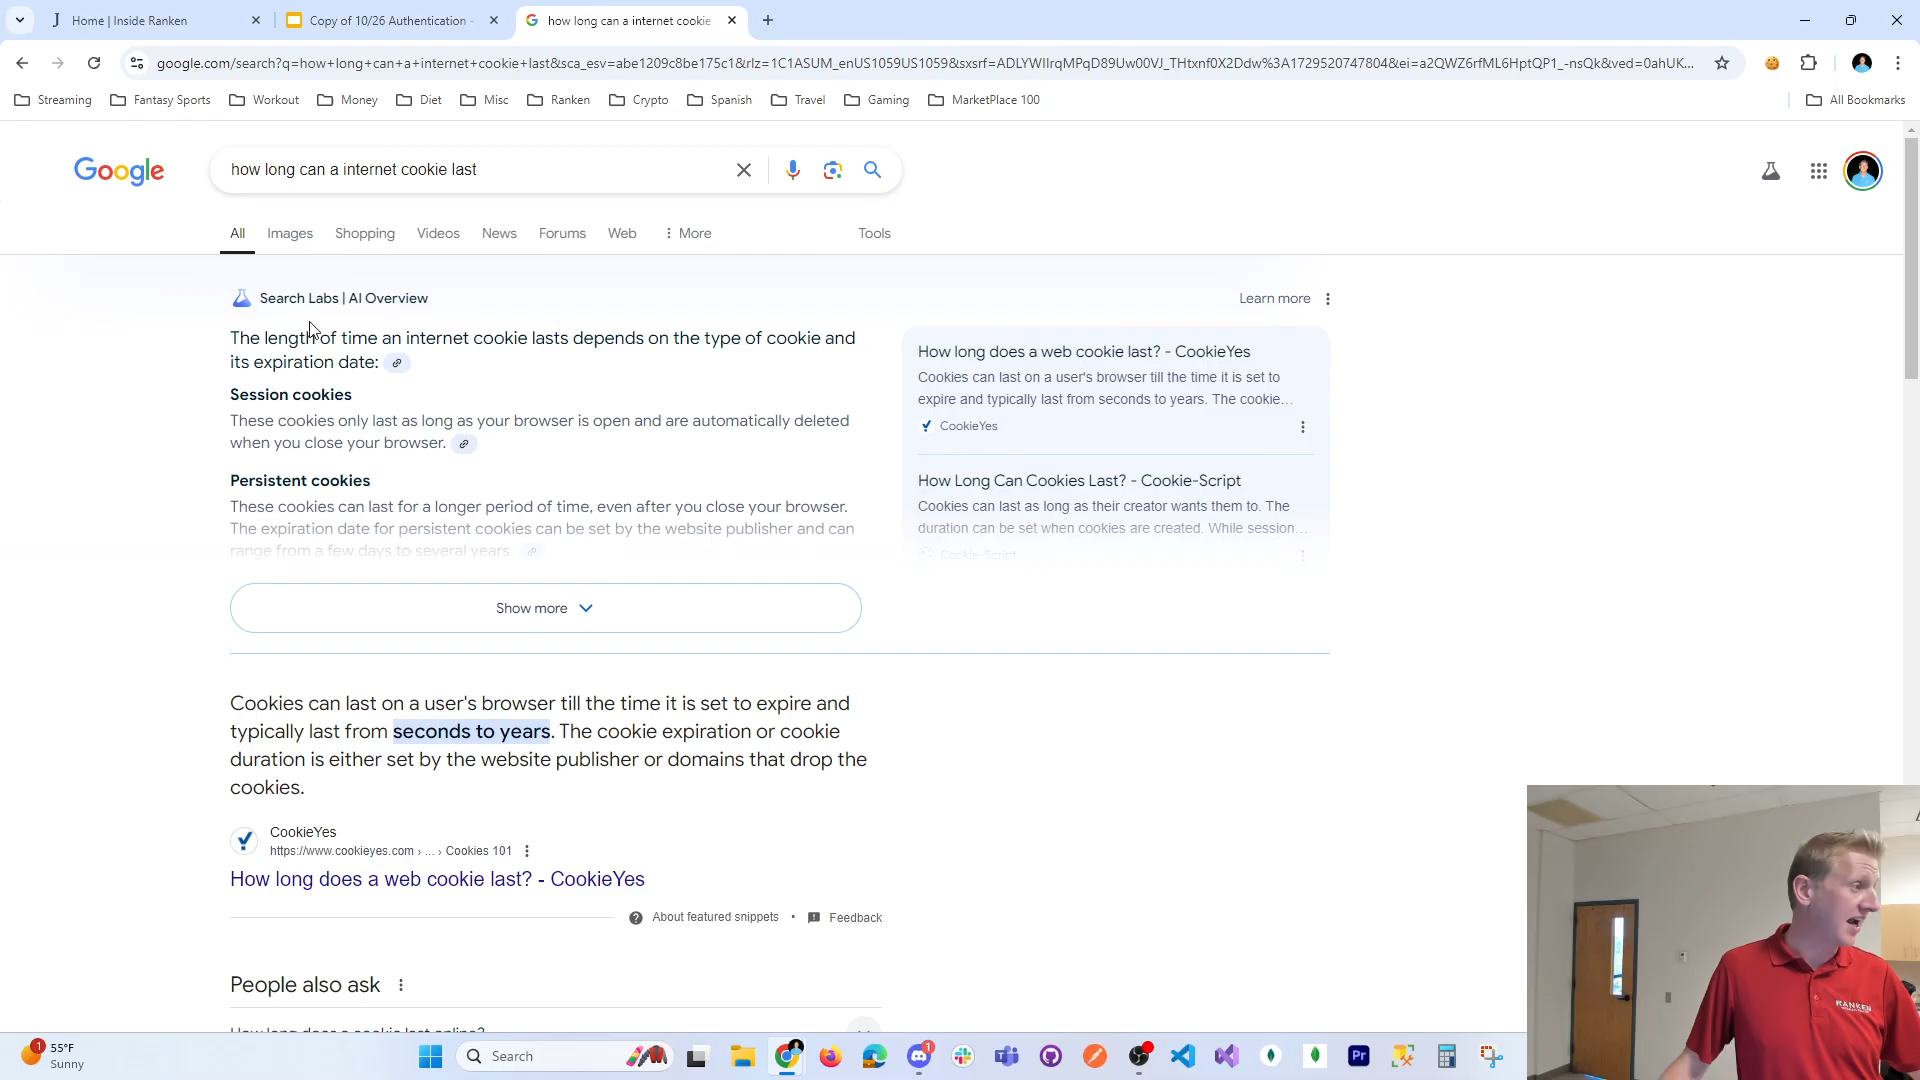 Home | Inside Ranken
Copy of 10/26 Authentication -
how long can a internet cookie
google.com/search?q=how+long+can+a+internet+cookie+last&sca_esv=abe1209c8be175c1&rlz=1C1ASUM_enUS1059US1059&sxsrf=ADLYWIIrqMPqD89Uw00VJ_THtxnf0X2Ddw%3A1729520747804&ei=a2QWZ6rfML6HptQP1_-nsQk&ved=0ahUK...
Streaming
Fantasy Sports
Workout
Money
Diet
Misc
Ranken
Crypto
Spanish
Travel
Gaming
MarketPlace 100
All Bookmarks
Google
how long can a internet cookie last
All
Images
Shopping
Videos
News
Forums
Web
More
Tools
Search Labs | AI Overview
Learn more
The length of time an internet cookie lasts depends on the type of cookie and
its expiration date:
Session cookies
These cookies only last as long as your browser is open and are automatically deleted
when you close your browser.
Persistent cookies
These cookies can last for a longer period of time, even after you close your browser.
The expiration date for persistent cookies can be set by the website publisher and can
range from a few days to several years.
How long does a web cookie last? - CookieYes
Cookies can last on a user's browser till the time it is set to
expire and typically last from seconds to years. The cookie...
CookieYes
How Long Can Cookies Last? - Cookie-Script
Cookies can last as long as their creator wants them to. The
duration can be set when cookies are created. While session...
Cookie-Script
Show more
Cookies can last on a user's browser till the time it is set to expire and
typically last from seconds to years. The cookie expiration or cookie
duration is either set by the website publisher or domains that drop the
cookies.
CookieYes
https://www.cookieyes.com › ... › Cookies 101
How long does a web cookie last? - CookieYes
About featured snippets
•
Feedback
People also ask
How long does a cookie last online?
RANKEN
1
55°F
Sunny
Search
1
Pr